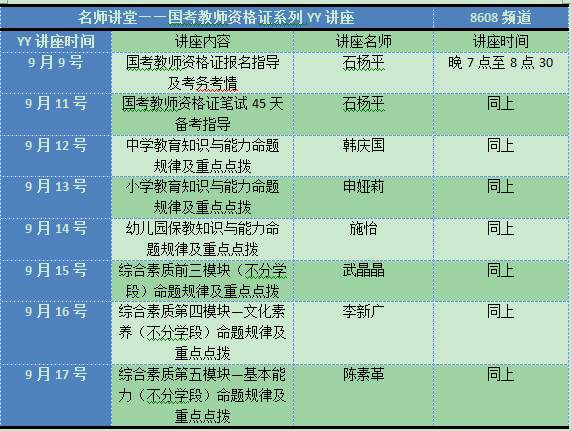 名师讲堂——国考教师资格证系列 YY 讲座 8608 频道
YY 讲座时间 讲座内容 讲座名师 讲座时间
9 月 9 号 国考教师资格证报名指导 石杨平 晚 7 点至 8 点 30
及考务考情
9 月 11 号 国考教师资格证笔试 45 天 石杨平 同上
备考指导
9 月 12 号 中学教育知识与能力命题 韩庆国 同上
规律及重点点拨
9 月 13 号 小学教育知识与能力命题 申娅莉 同上
规律及重点点拨
9 月 14 号 幼儿园保教知识与能力命 施怡 同上
题规律及重点点拨
9 月 15 号 综合素质前三模块（不分学 武晶晶 同上
段）命题规律及重点点拨
9 月 16 号 综合素质第四模块—文化素 李新广 同上
养（不分学段）命题规律及
重点点拨
9 月 17 号 综合素质第五模块—基本能 陈素革 同上
力（不分学段）命题规律及
重点点拨